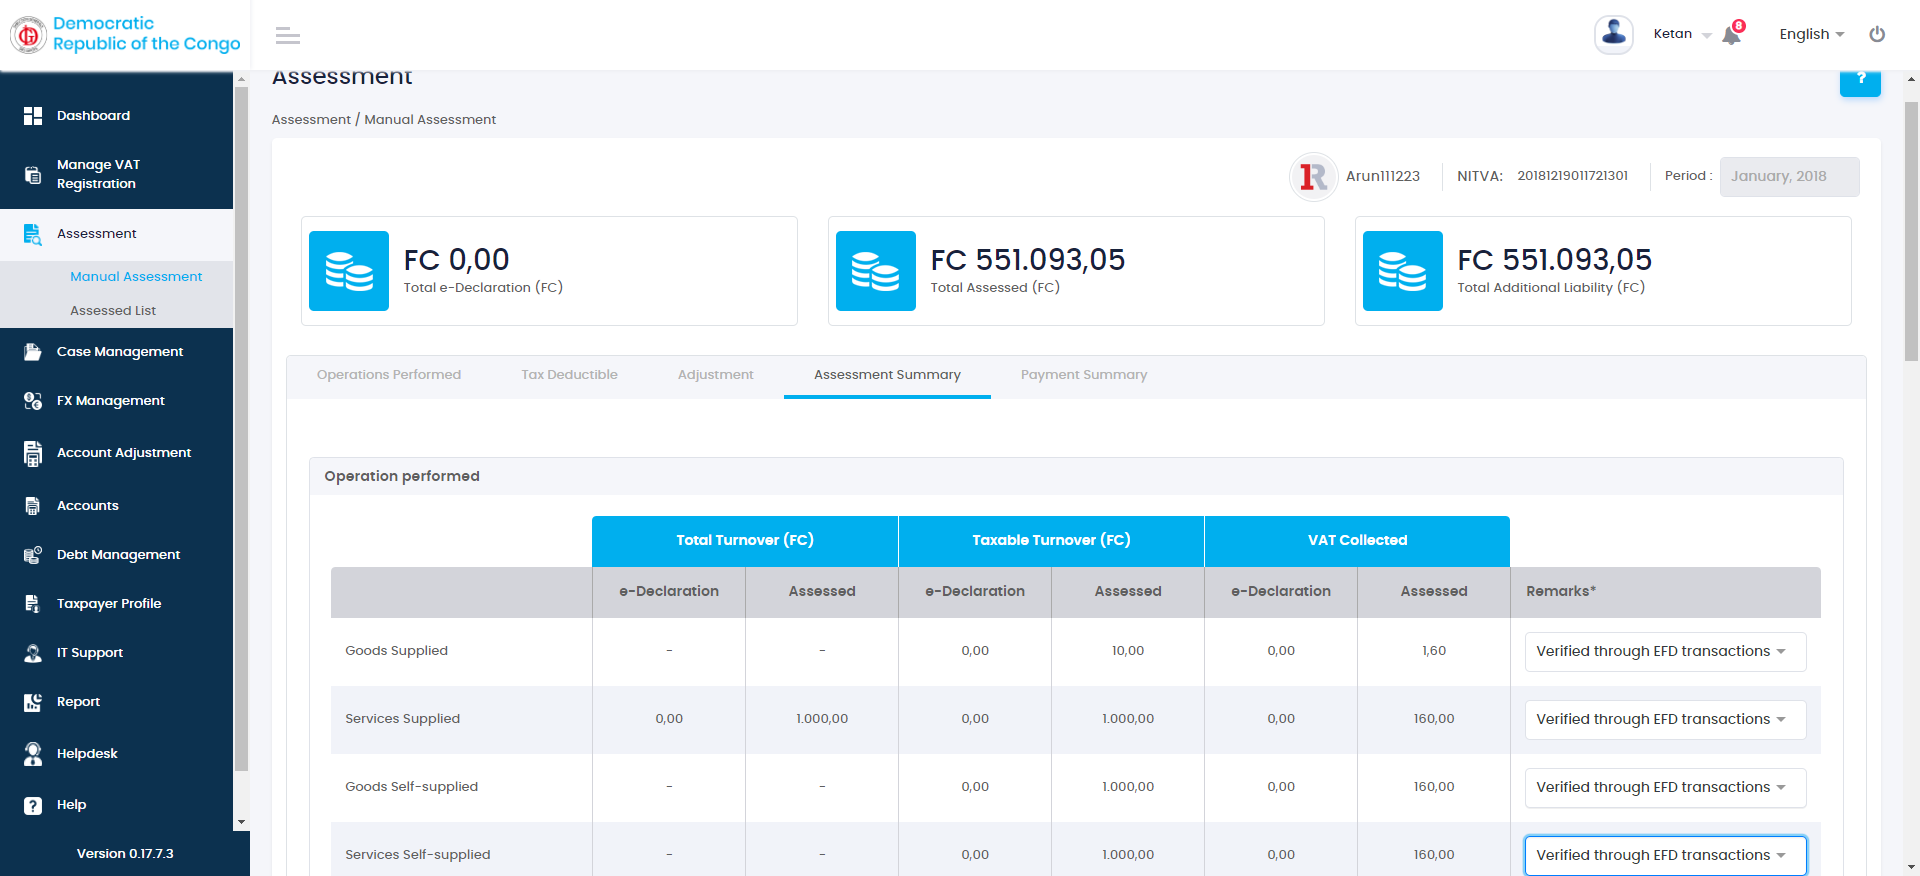 Democratic
Republic of the Congo
Ketan
8
English
Dashboard
Manage VAT
Registration
Assessment
Manual Assessment
Assessed List
Case Management
FX Management
Account Adjustment
Accounts
Debt Management
Taxpayer Profile
IT Support
Report
Helpdesk
Help
Version 0.17.7.3
Assessment
?
Assessment / Manual Assessment
Arun111223
NITVA: 20181219011721301
Period : January, 2018
FC 0,00
Total e-Declaration (FC)
FC 551.093,05
Total Assessed (FC)
FC 551.093,05
Total Additional Liability (FC)
Operations Performed Tax Deductible Adjustment Assessment Summary Payment Summary
Operation performed
Total Turnover (FC) Taxable Turnover (FC) VAT Collected
e-Declaration Assessed e-Declaration Assessed e-Declaration Assessed Remarks*
Goods Supplied - - 0,00 10,00 0,00 1,60 Verified through EFD transactions
Services Supplied 0,00 1.000,00 0,00 1.000,00 0,00 160,00 Verified through EFD transactions
Goods Self-supplied - - 0,00 1.000,00 0,00 160,00 Verified through EFD transactions
Services Self-supplied - - 0,00 1.000,00 0,00 160,00 Verified through EFD transactions